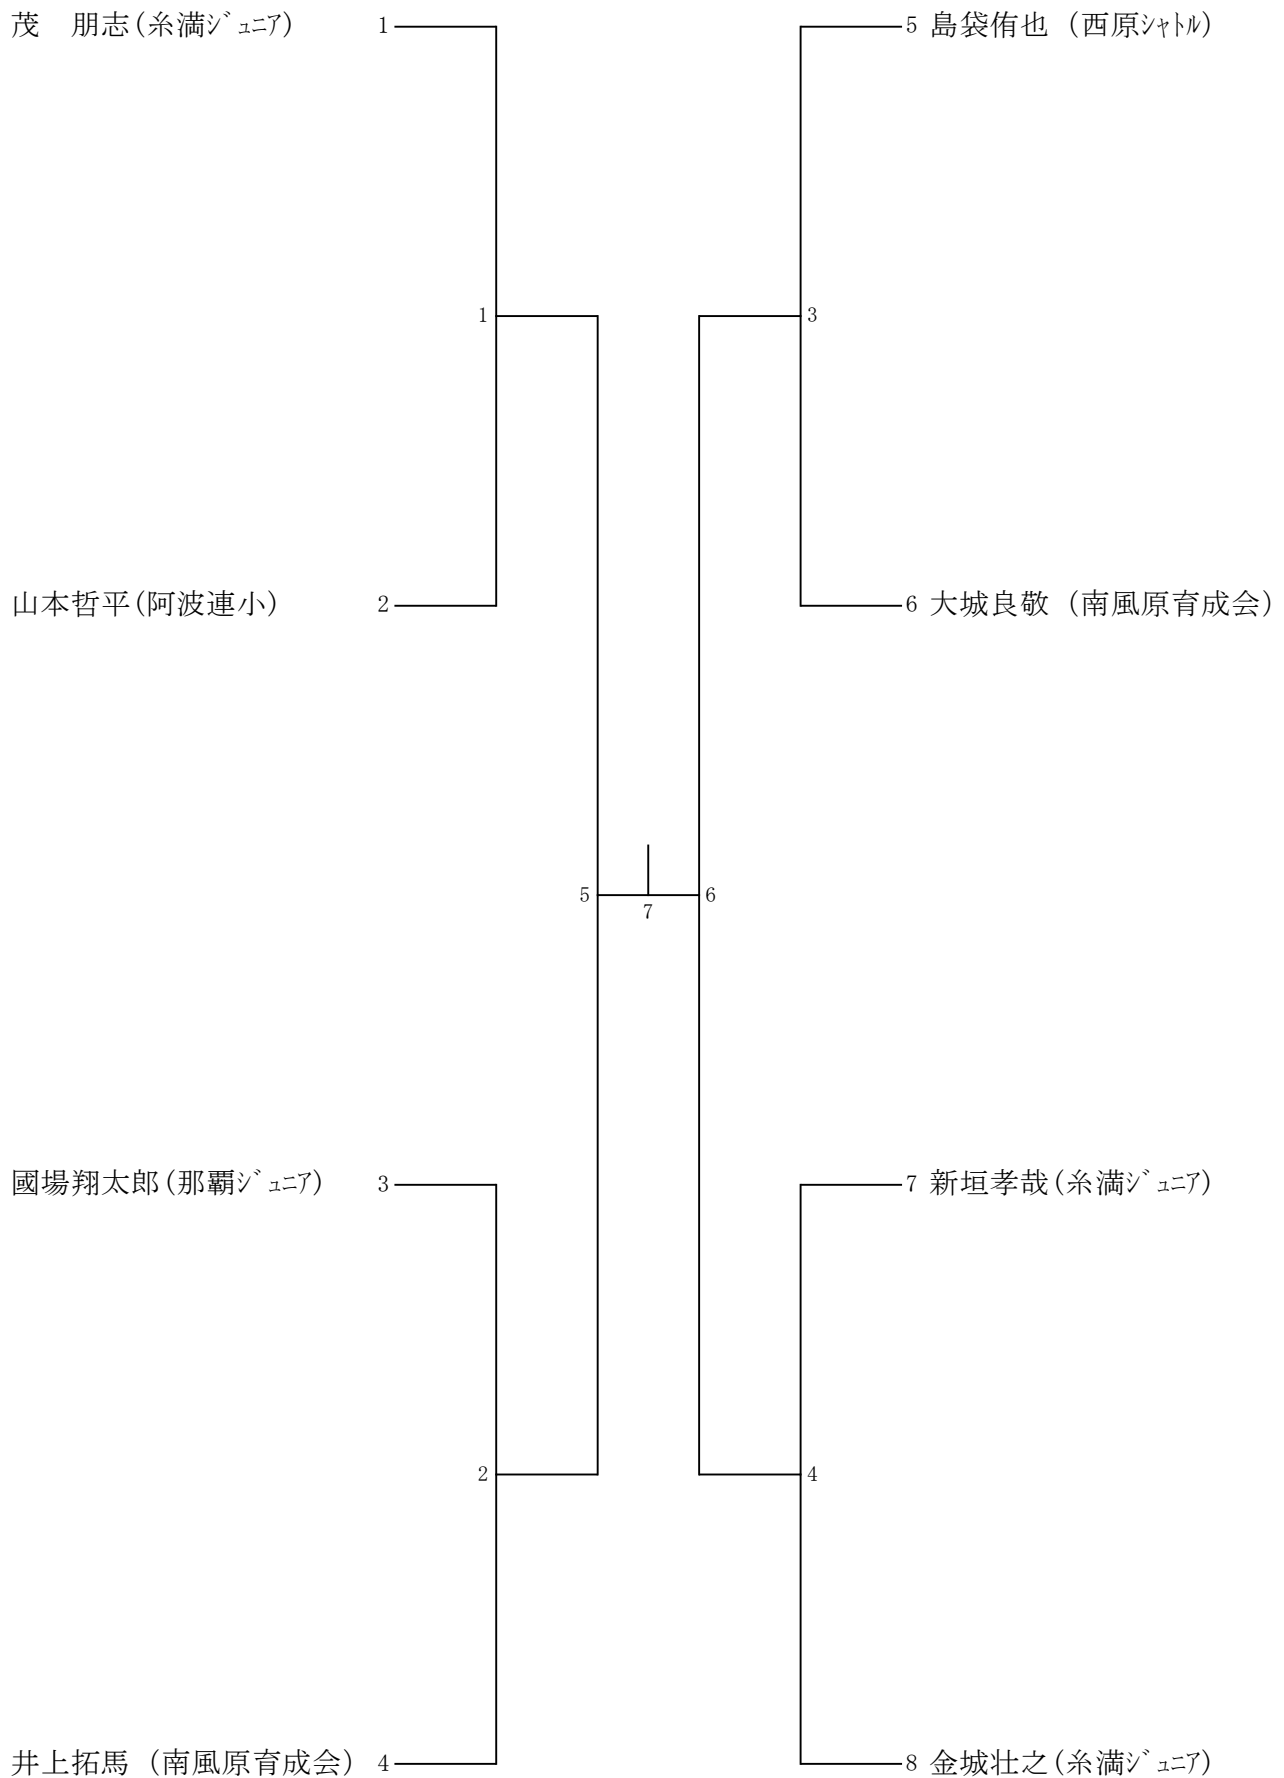 茂　朋志(糸満ｼﾞｭﾆｱ) 1
5 島袋侑也 (西原ｼｬﾄﾙ)
1
3
山本哲平(阿波連小) 2
6 大城良敬 (南風原育成会)
5
6
7
國場翔太郎(那覇ｼﾞｭﾆｱ) 3
7 新垣孝哉(糸満ｼﾞｭﾆｱ)
2
4
井上拓馬 (南風原育成会) 4
8 金城壮之(糸満ｼﾞｭﾆｱ)